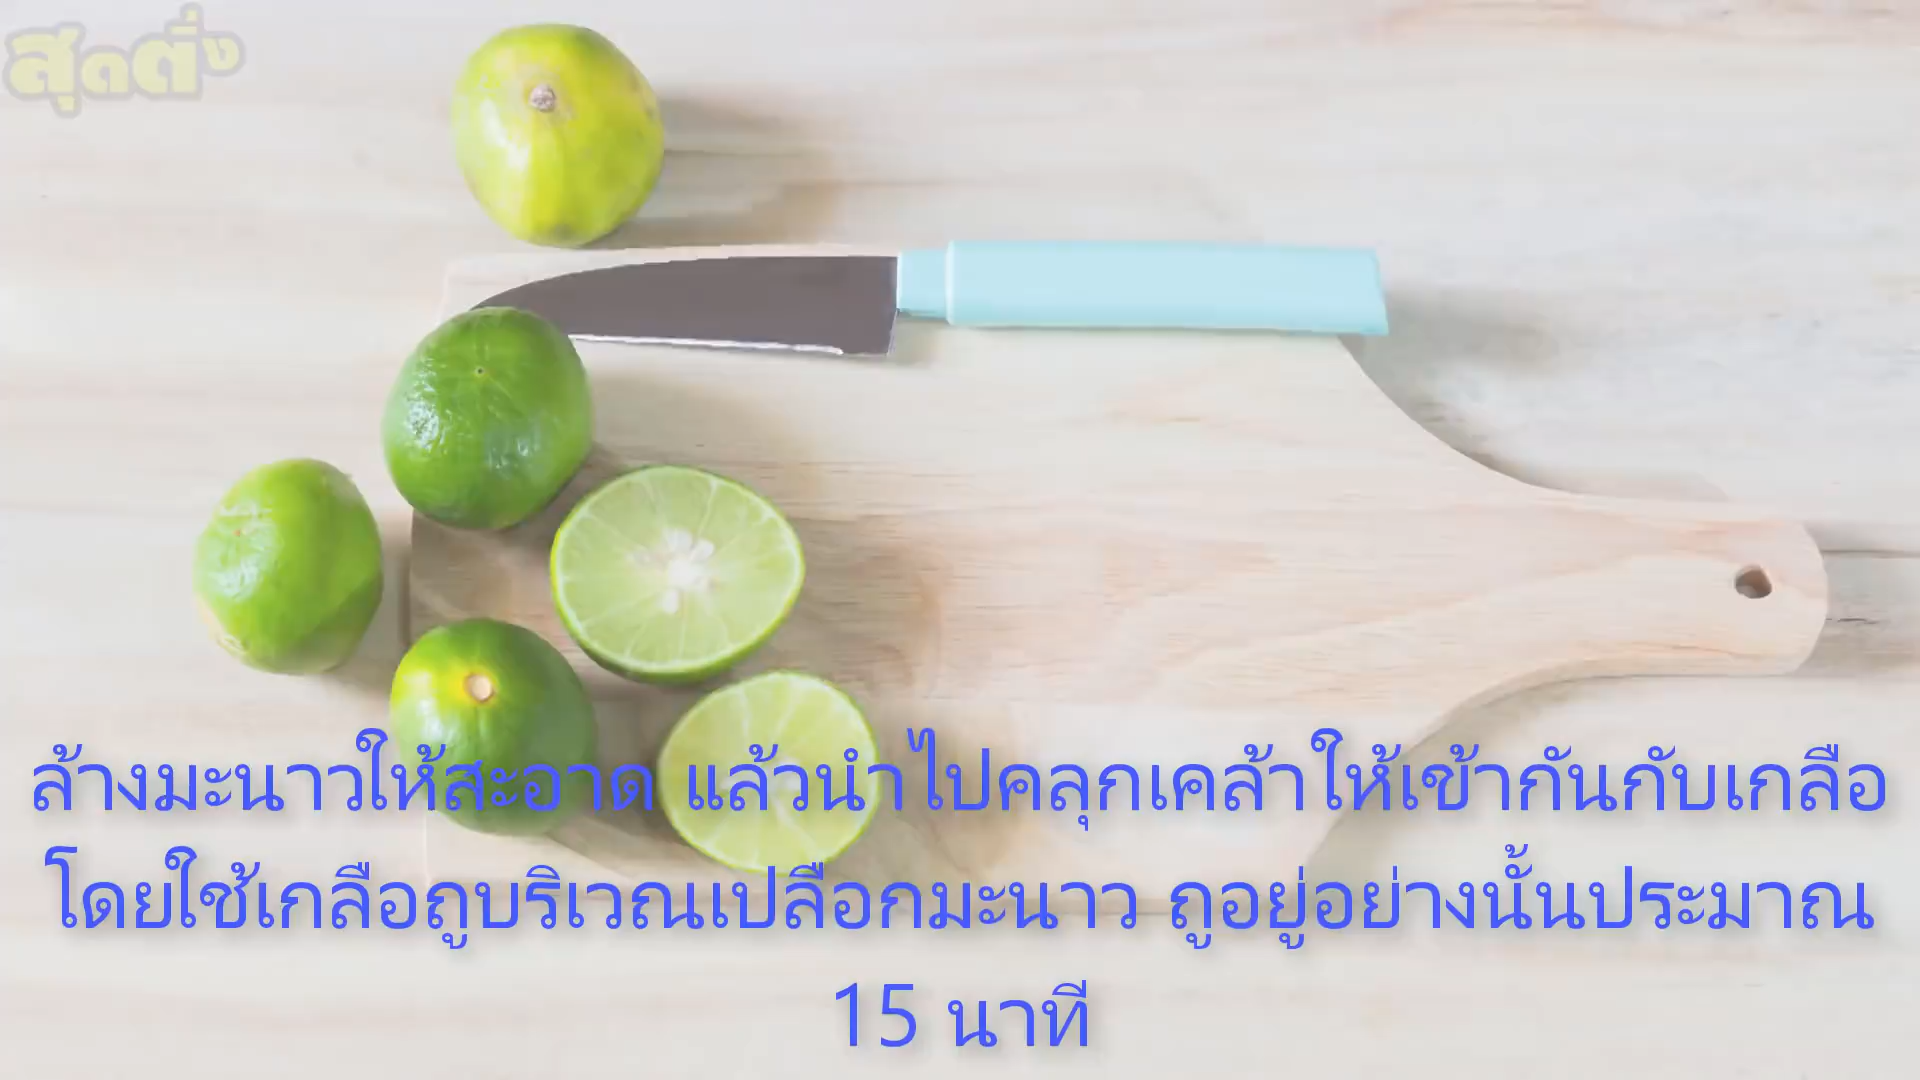 สุดติ่ง
ล้างมะนาวให้สะอาด แล้วนำไปคลุกเคล้าให้เข้ากันกับเกลือ
โดยใช้เกลือถูบริเวณเปลือกมะนาว ถูอยู่อย่างนั้นประมาณ
15 นาที